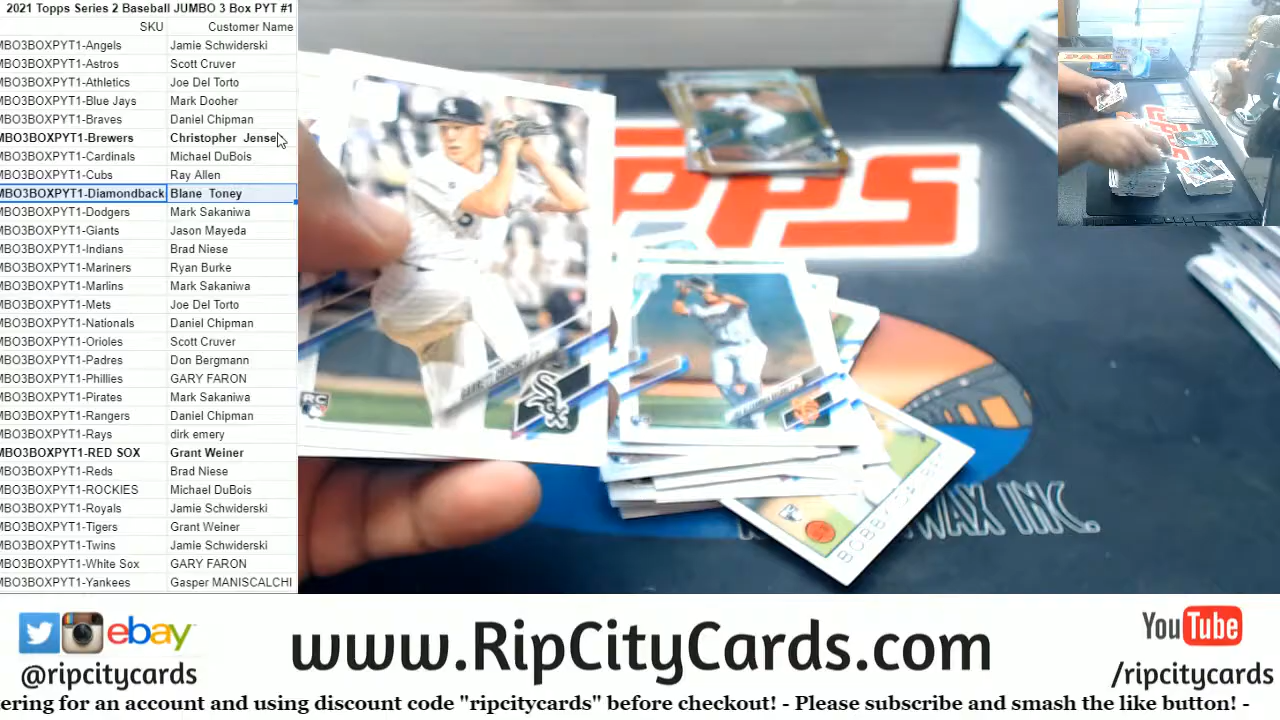 2021 Topps Series 2 Baseball JUMBO 3 Box PYT #1
SKU Customer Name
MBO3BOXPYT1-Angels Jamie Schwiderski
MBO3BOXPYT1-Astros Scott Cruver
MBO3BOXPYT1-Athletics Joe Del Torto
MBO3BOXPYT1-Blue Jays Mark Dooher
MBO3BOXPYT1-Braves Daniel Chipman
MBO3BOXPYT1-Brewers Christopher Jense
MBO3BOXPYT1-Cardinals Michael DuBois
MBO3BOXPYT1-Cubs Ray Allen
MBO3BOXPYT1-Diamondback Blane Toney
MBO3BOXPYT1-Dodgers Mark Sakaniwa
MBO3BOXPYT1-Giants Jason Mayeda
MBO3BOXPYT1-Indians Brad Niese
MBO3BOXPYT1-Mariners Ryan Burke
MBO3BOXPYT1-Marlins Mark Sakaniwa
MBO3BOXPYT1-Mets Joe Del Torto
MBO3BOXPYT1-Nationals Daniel Chipman
MBO3BOXPYT1-Orioles Scott Cruver
MBO3BOXPYT1-Padres Don Bergmann
MBO3BOXPYT1-Phillies GARY FARON
MBO3BOXPYT1-Pirates Mark Sakaniwa
MBO3BOXPYT1-Rangers Daniel Chipman
MBO3BOXPYT1-Rays dirk emery
MBO3BOXPYT1-RED SOX Grant Weiner
MBO3BOXPYT1-Reds Brad Niese
MBO3BOXPYT1-ROCKIES Michael DuBois
MBO3BOXPYT1-Royals Jamie Schwiderski
MBO3BOXPYT1-Tigers Grant Weiner
MBO3BOXPYT1-Twins Jamie Schwiderski
MBO3BOXPYT1-White Sox GARY FARON
MBO3BOXPYT1-Yankees Gasper MANISCALCHI
PPS
RC
Sox
BOBBY
WAX INC.
ebay
@ripcitycards
www.RipCityCards.com
YouTube
/ripcitycards
ering for an account and using discount code "ripcitycards" before checkout! - Please subscribe and smash the like button! -